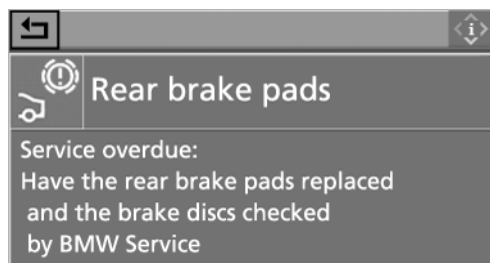 Rear brake pads
Service overdue:
Have the rear brake pads replaced
and the brake discs checked
by BMW Service